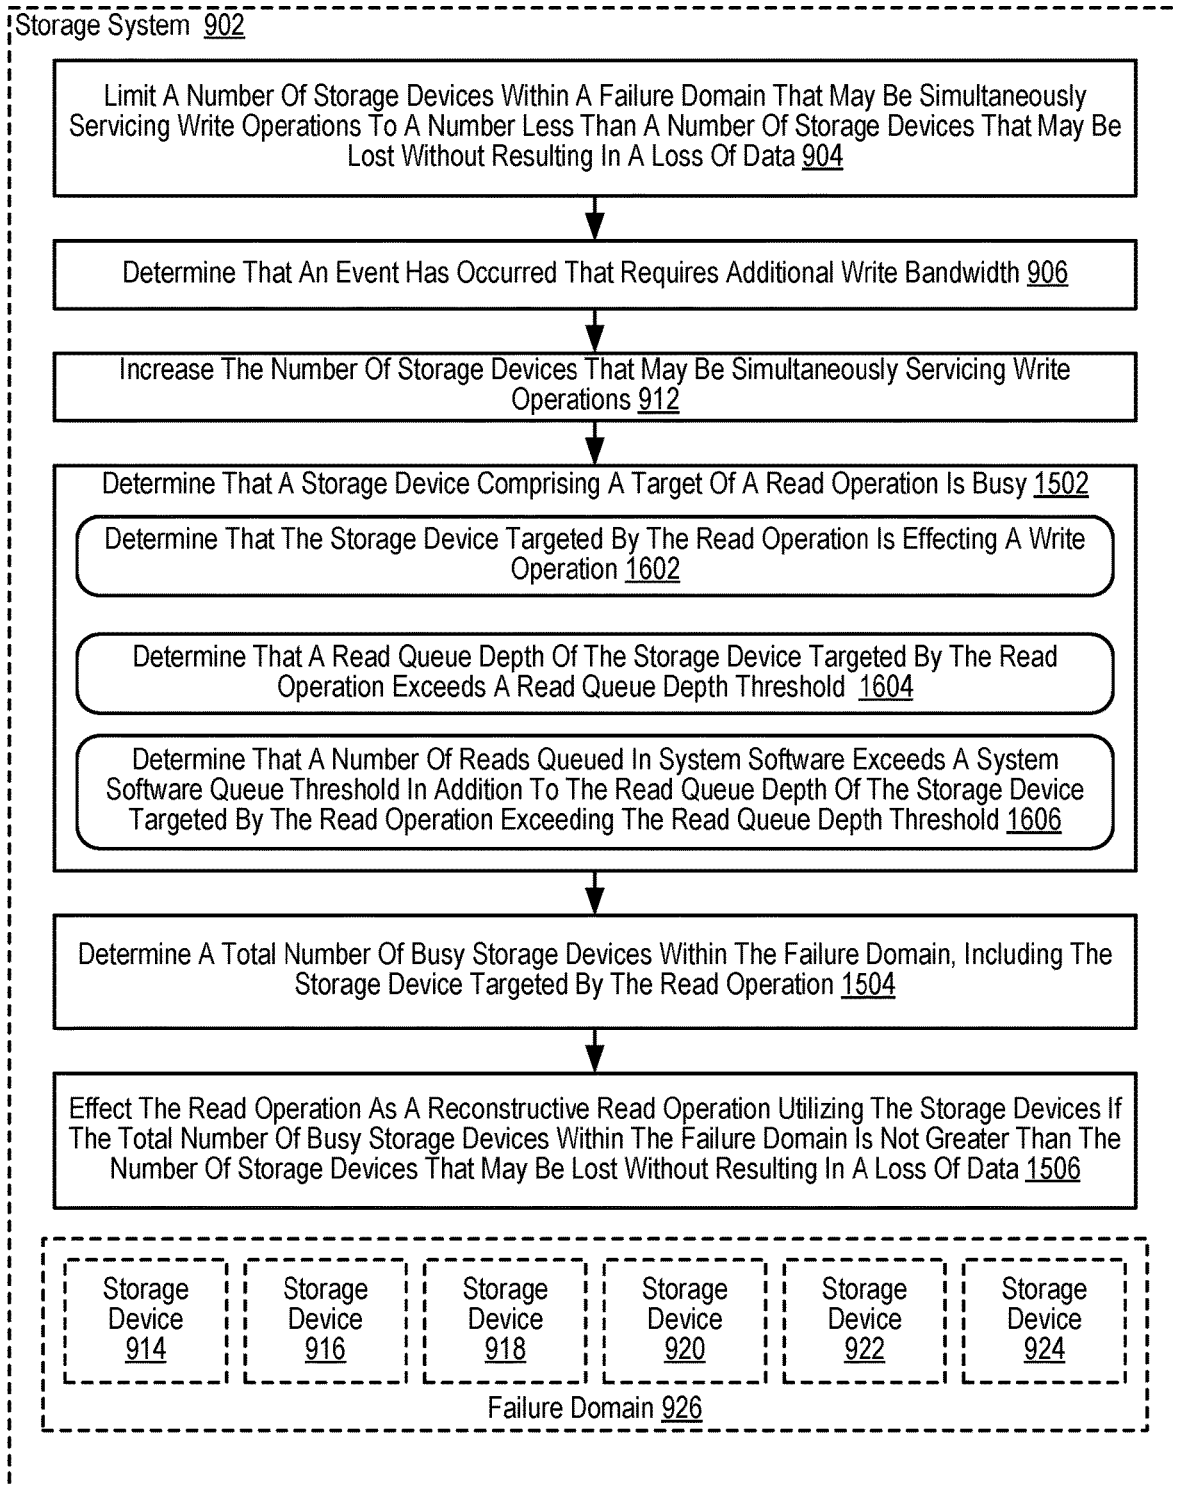 Storage System 902
Limit A Number Of Storage Devices Within A Failure Domain That May Be Simultaneously
Servicing Write Operations To A Number Less Than A Number Of Storage Devices That May Be
Lost Without Resulting In A Loss Of Data 904
Determine That An Event Has Occurred That Requires Additional Write Bandwidth 906
Increase The Number Of Storage Devices That May Be Simultaneously Servicing Write
Operations 912
Determine That A Storage Device Comprising A Target Of A Read Operation Is Busy 1502
Determine That The Storage Device Targeted By The Read Operation Is Effecting A Write
Operation 1602
Determine That A Read Queue Depth Of The Storage Device Targeted By The Read
Operation Exceeds A Read Queue Depth Threshold 1604
Determine That A Number Of Reads Queued In System Software Exceeds A System
Software Queue Threshold In Addition To The Read Queue Depth Of The Storage Device
Targeted By The Read Operation Exceeding The Read Queue Depth Threshold 1606
Determine A Total Number Of Busy Storage Devices Within The Failure Domain, Including The
Storage Device Targeted By The Read Operation 1504
Effect The Read Operation As A Reconstructive Read Operation Utilizing The Storage Devices If
The Total Number Of Busy Storage Devices Within The Failure Domain Is Not Greater Than The
Number Of Storage Devices That May Be Lost Without Resulting In A Loss Of Data 1506
Storage
Device
914
Storage
Device
916
Storage
Device
918
Storage
Device
920
Storage
Device
922
Storage
Device
924
Failure Domain 926